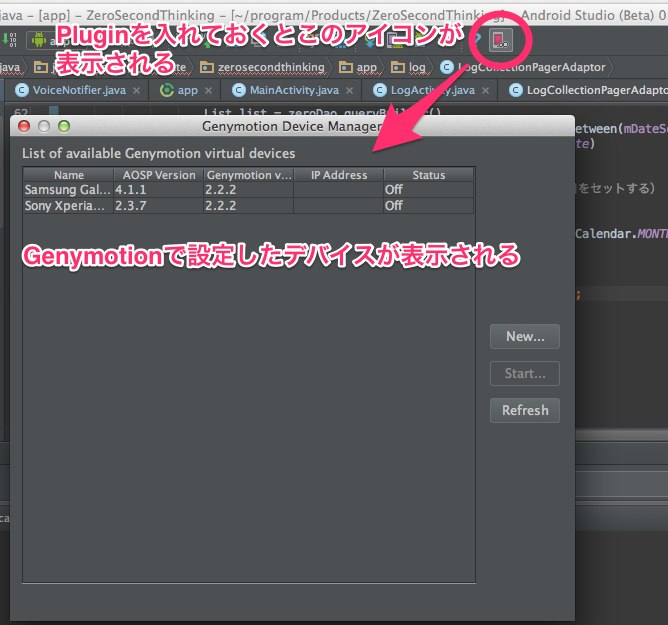 java – [app] – ZeroSecondThinking – [~/program/Products/ZeroSecondThinking] – Android Studio (Beta) 0
Pluginを入れておくとこのアイコンが
表示される
java
zerosecondthinking
app
log
LogCollectionPagerAdaptor
VoiceNotifier.java
app
MainActivity.java
LogActivity.java
LogCollectionPagerAdapto
62
List list = zeroDao.queryBuilder()
etween(mDateSe
te)
Genymotion Device Manager
List of available Genymotion virtual devices
Name AOSP Version Genymotion v... IP Address Status
Samsung Gal... 4.1.1 2.2.2 Off
Sony Xperia... 2.3.7 2.2.2 Off
をセットする）
Calendar.MONTH
Genymotionで設定したデバイスが表示される
;
New...
Start...
Refresh